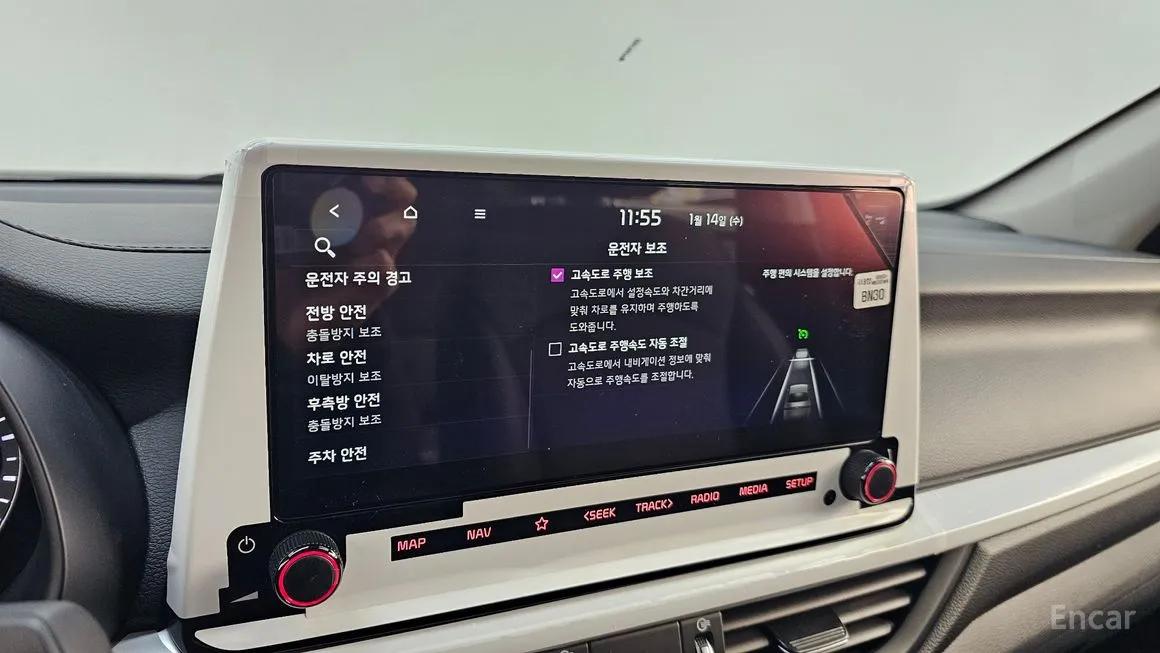 11:55
1월 14일 (수)
운전자 보조
운전자 주의 경고
전방 안전
충돌방지 보조
차로 안전
이탈방지 보조
후측방 안전
충돌방지 보조
주차 안전
고속도로 주행 보조
고속도로에서 설정속도와 차간거리에
맞춰 차로를 유지하며 주행하도록
도와줍니다.
고속도로 주행속도 자동 조절
고속도로에서 내비게이션 정보에 맞춰
자동으로 주행속도를 조절합니다.
주행 편의 시스템을 설정합니다.
BN30
MAP
NAV
<SEEK
TRACK>
RADIO
MEDIA
SETUP
Encar